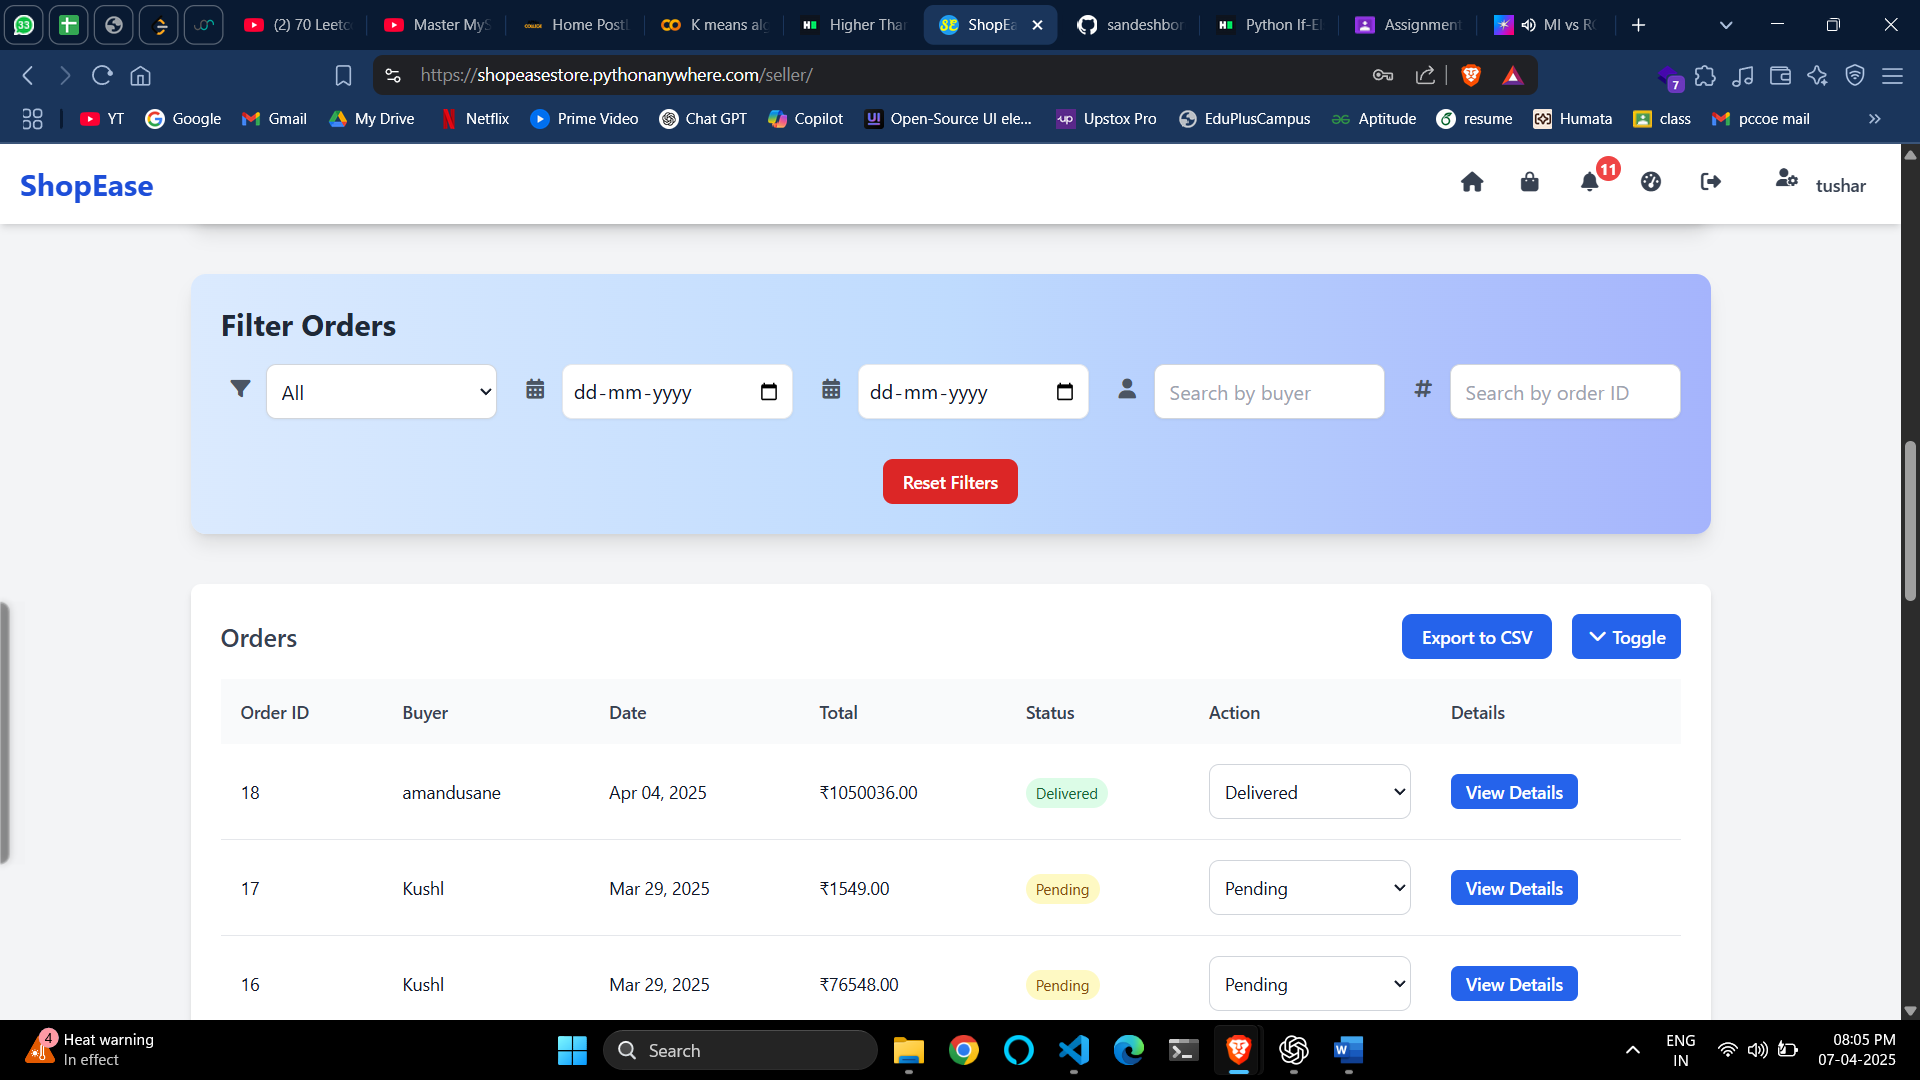 33
(2) 70 Leetc
Master MyS
Home Post
K means alg
Higher Tha
ShopEa
sandeshbor
Python If-El
Assignment
MI vs R
https://shopeasestore.pythonanywhere.com/seller/
7
YT
Google
Gmail
My Drive
Netflix
Prime Video
Chat GPT
Copilot
UI
Open-Source UI ele...
up
Upstox Pro
EduPlusCampus
Aptitude
resume
Humata
class
pccoe mail
»
ShopEase
11
tushar
Filter Orders
All
dd-mm-yyyy
dd-mm-yyyy
Search by buyer
#
Search by order ID
Reset Filters
Orders
Export to CSV
Toggle
Order ID Buyer Date Total Status Action Details
18 amandusane Apr 04, 2025 ₹1050036.00 Delivered Delivered View Details
17 Kushl Mar 29, 2025 ₹1549.00 Pending Pending View Details
16 Kushl Mar 29, 2025 ₹76548.00 Pending Pending View Details
4
Heat warning
In effect
Search
W
ENG
IN
08:05 PM
07-04-2025